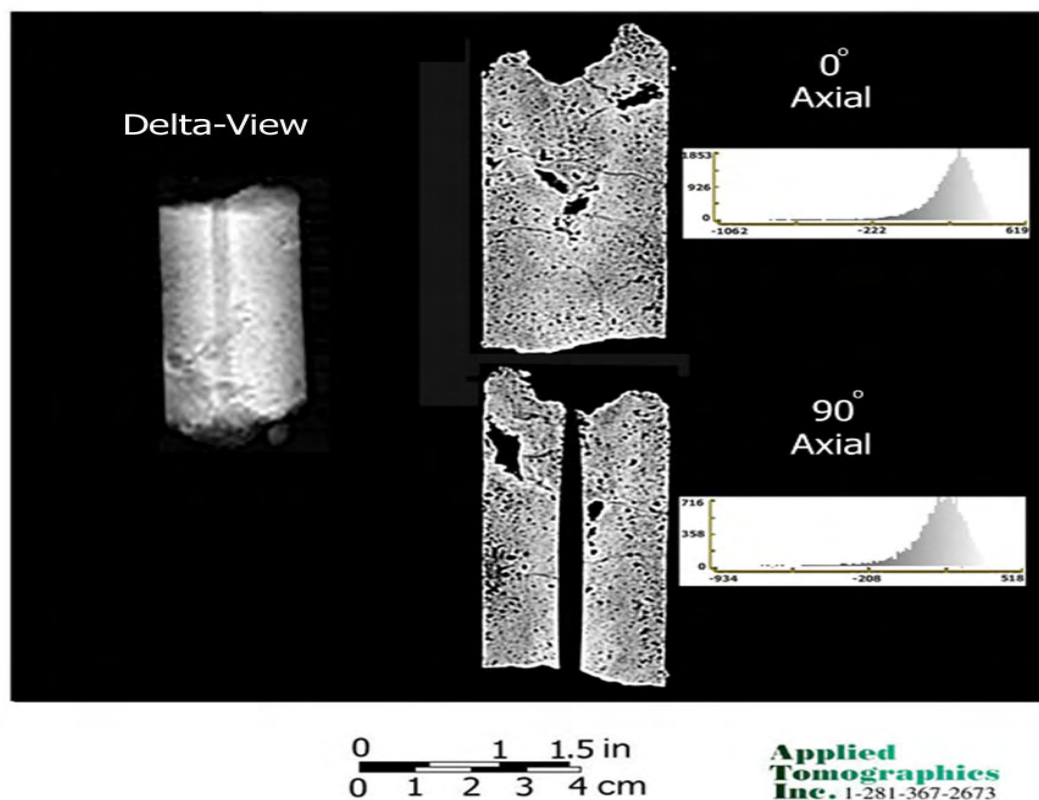 Delta-View
0°
Axial
1853
926
0
-1062 -222 619
90°
Axial
716
358
0
-934 -208 518
0 1 1.5 in
0 1 2 3 4 cm
Applied
Tomographics
Inc. 1-281-367-2673